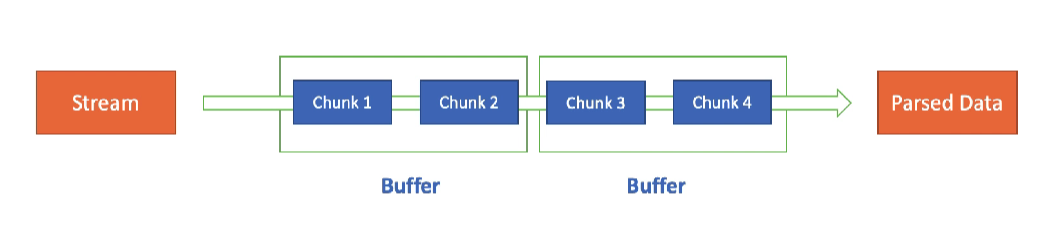 Stream
Chunk 1
Chunk 2
Chunk 3
Chunk 4
Parsed Data
Buffer
Buffer